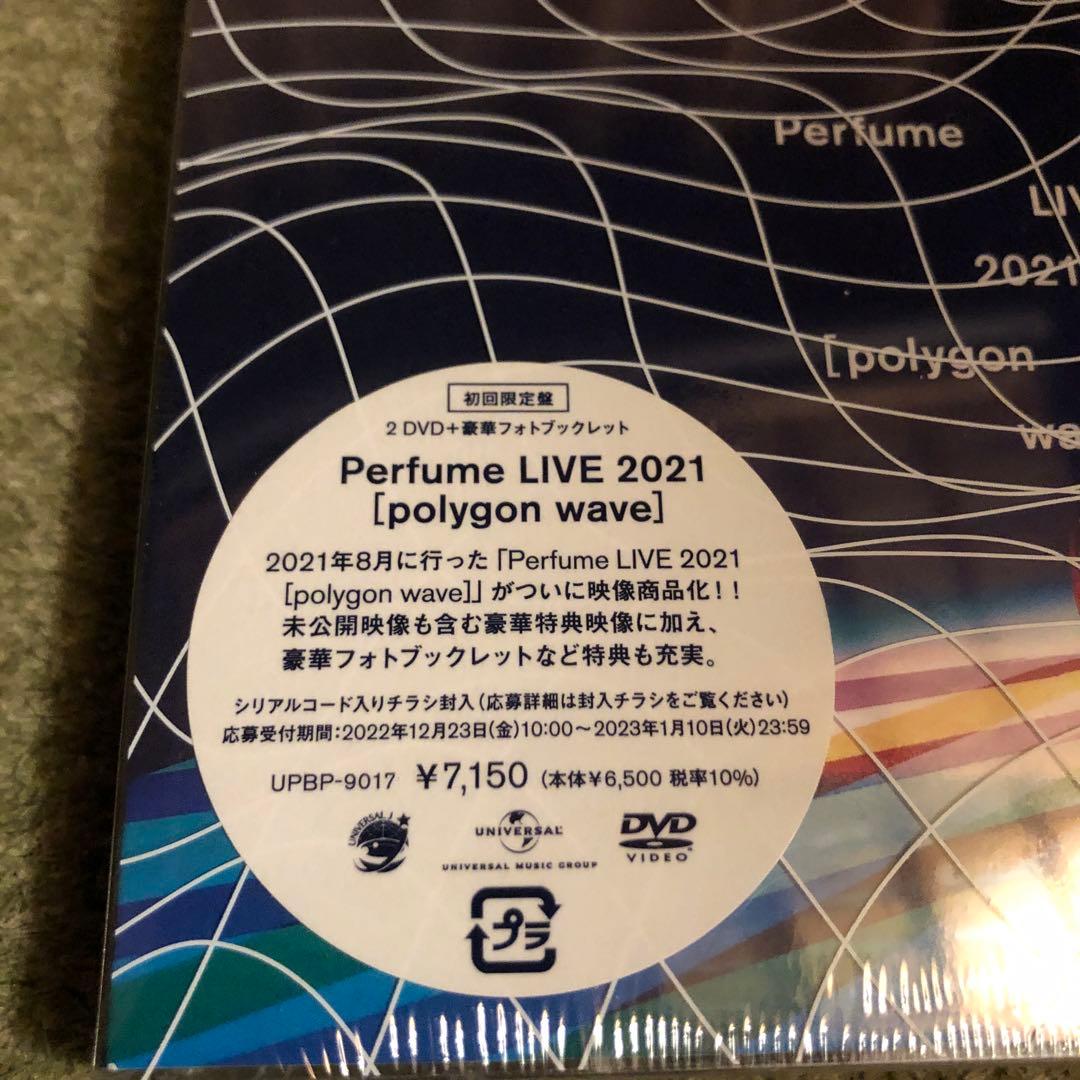 Perfume
LIV
2021
[polygon
wa
初回限定盤
2 DVD+豪華フォトブックレット
Perfume LIVE 2021
[polygon wave]
2021年8月に行った「Perfume LIVE 2021
[polygon wave]」がついに映像商品化!!
未公開映像も含む豪華特典映像に加え、
豪華フォトブックレットなど特典も充実。
シリアルコード入りチラシ封入(応募詳細は封入チラシをご覧ください)
応募受付期間:2022年12月23日(金)10:00〜2023年1月10日(火)23:59
UPBP-9017 ¥7,150 (本体¥6,500 税率10%)
UNIVERSAL J
UNIVERSAL
UNIVERSAL MUSIC GROUP
DVD
VIDEO
プラ